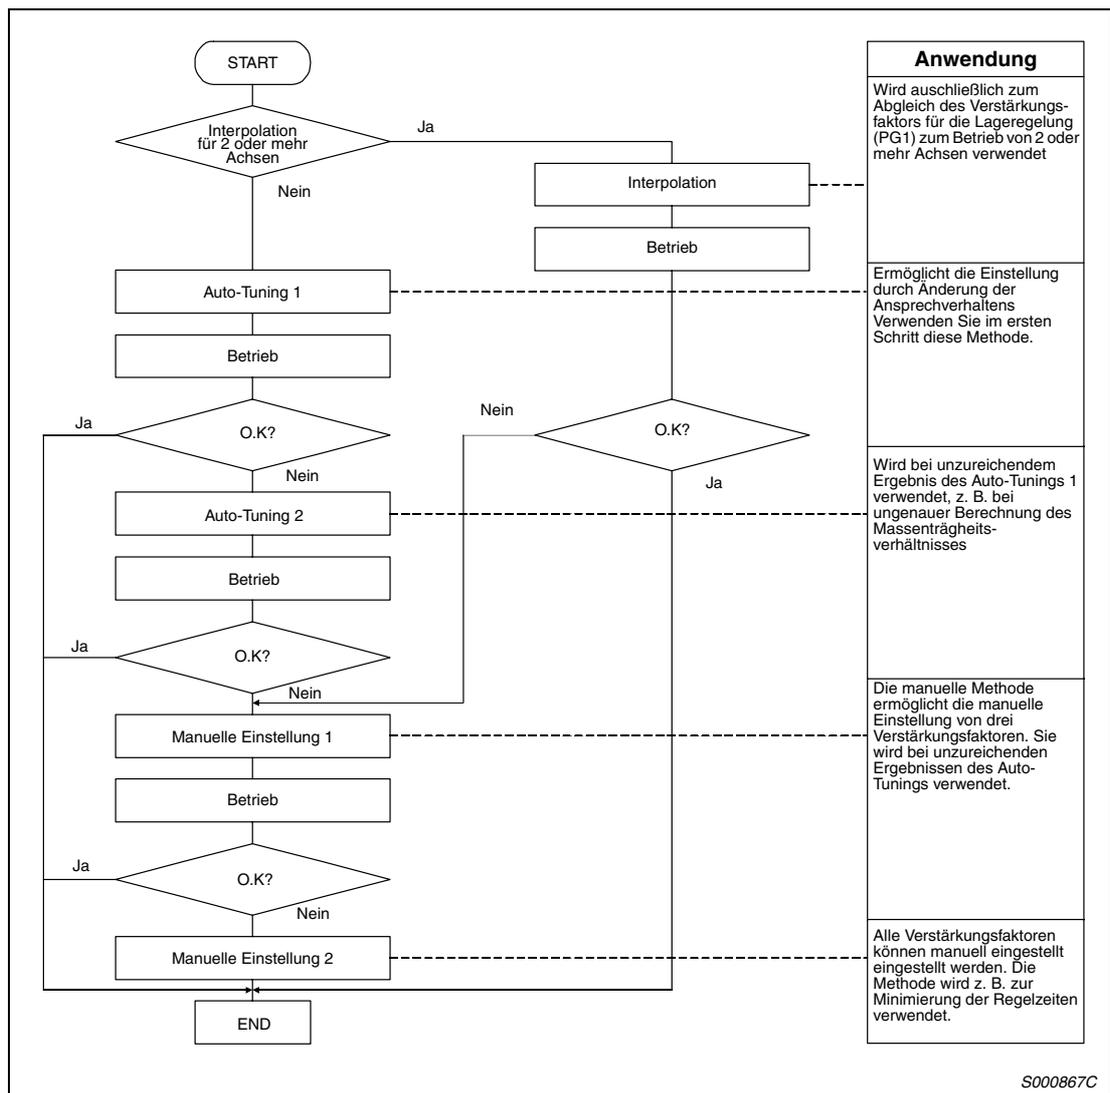 START
Interpolation
für 2 oder mehr
Achsen
Ja
Nein
Interpolation
Betrieb
Auto-Tuning 1
Betrieb
Ja
O.K?
Nein
Nein
O.K?
Ja
Auto-Tuning 2
Betrieb
Ja
O.K?
Nein
Manuelle Einstellung 1
Betrieb
Ja
O.K?
Nein
Manuelle Einstellung 2
END
Anwendung
Wird auschließlich zum
Abgleich des Verstärkungs-
faktors für die Lageregelung
(PG1) zum Betrieb von 2 oder
mehr Achsen verwendet
Ermöglicht die Einstellung
durch Änderung der
Ansprechverhaltens
Verwenden Sie im ersten
Schritt diese Methode.
Wird bei unzureichendem
Ergebnis des Auto-Tunings 1
verwendet, z. B. bei
ungenauer Berechnung des
Massenträgheits-
verhältnisses
Die manuelle Methode
ermöglicht die manuelle
Einstellung von drei
Verstärkungsfaktoren. Sie
wird bei unzureichenden
Ergebnissen des Auto-
Tunings verwendet.
Alle Verstärkungsfaktoren
können manuell eingestellt
eingestellt werden. Die
Methode wird z. B. zur
Minimierung der Regelzeiten
verwendet.
S000867C